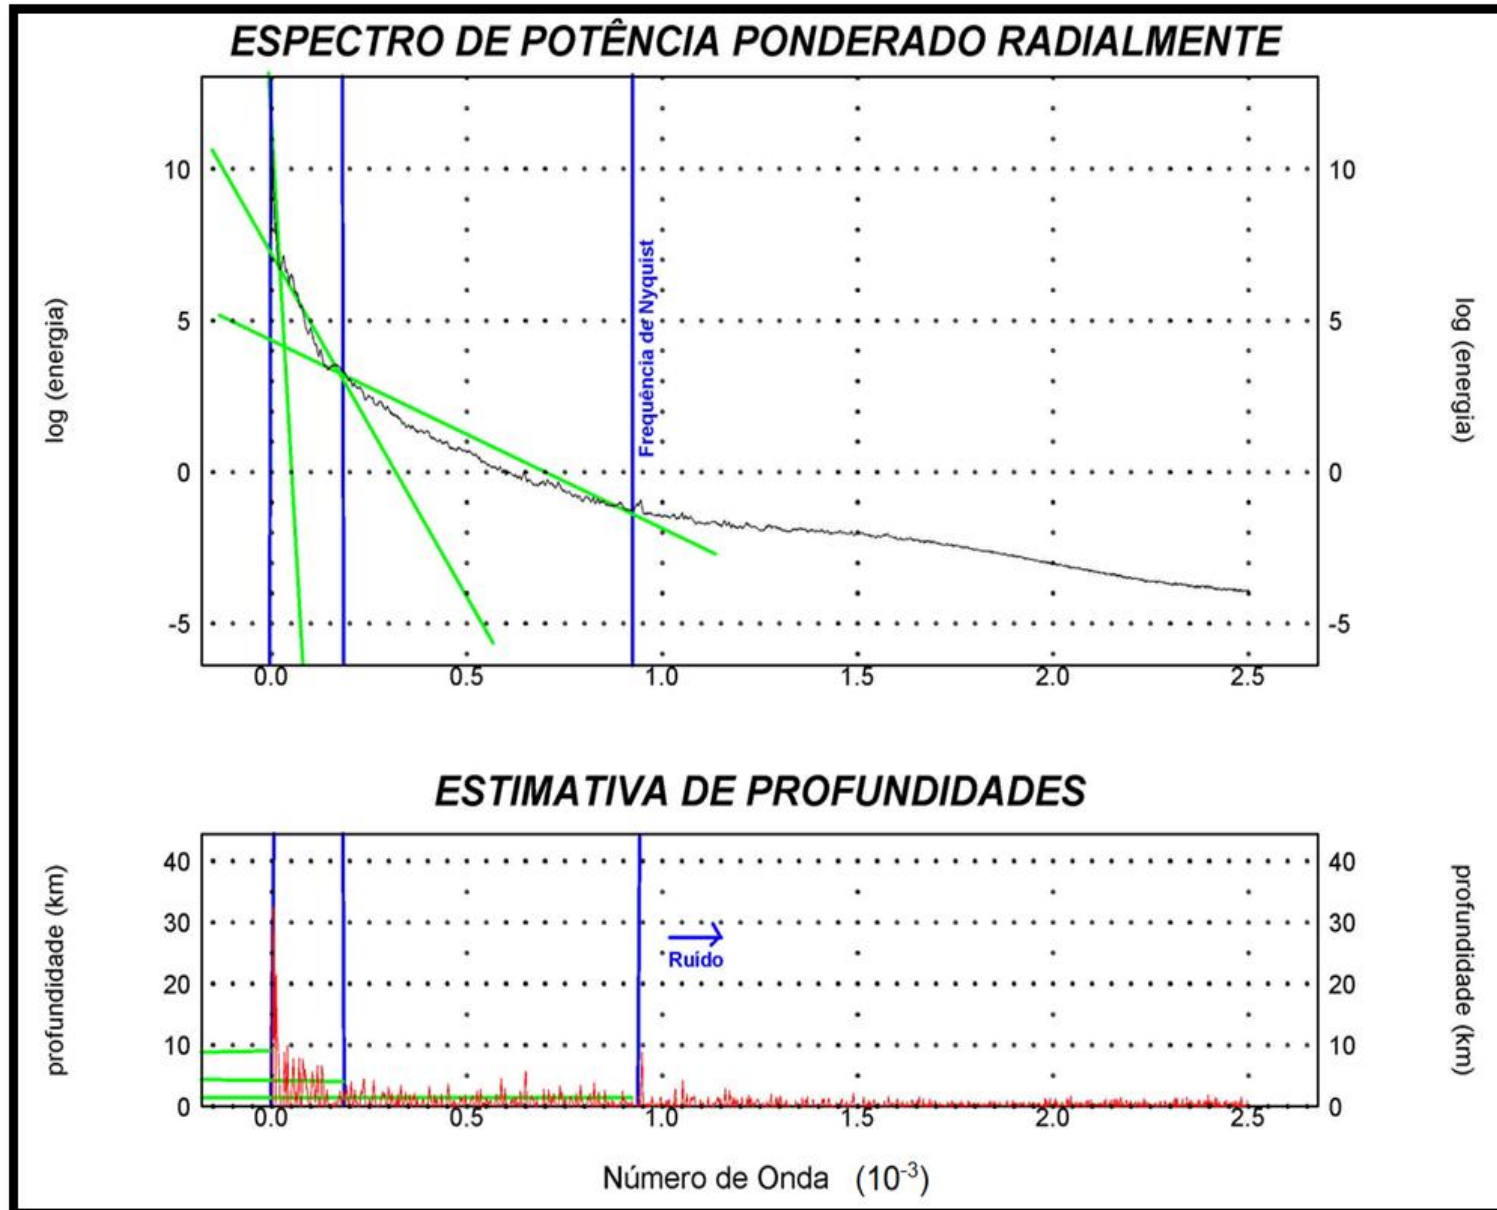 ESPECTRO DE POTÊNCIA PONDERADO RADIALMENTE
10 10
5 5
0 0
-5 -5
log (energia)
log (energia)
Frequência de Nyquist
0.0 0.5 1.0 1.5 2.0 2.5
ESTIMATIVA DE PROFUNDIDADES
40 40
30 30
20 20
10 10
0 0
profundidade (km)
profundidade (km)
Ruído
0.0 0.5 1.0 1.5 2.0 2.5
Número de Onda (10⁻³)